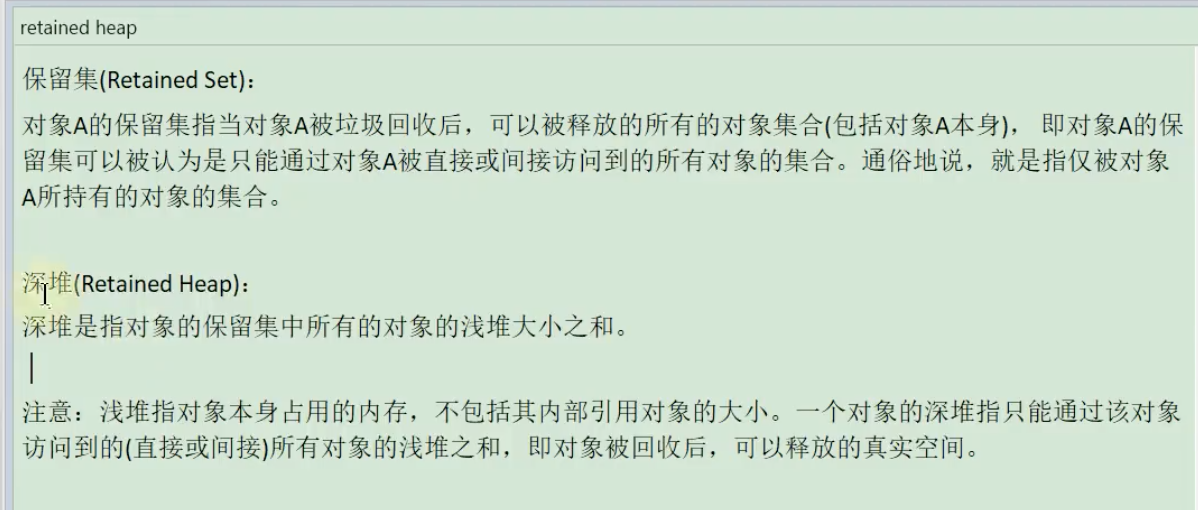 retained heap
保留集(Retained Set)：
对象A的保留集指当对象A被垃圾回收后，可以被释放的所有的对象集合(包括对象A本身)， 即对象A的保
留集可以被认为是只能通过对象A被直接或间接访问到的所有对象的集合。通俗地说，就是指仅被对象
A所持有的对象的集合。
深堆(Retained Heap)：
深堆是指对象的保留集中所有的对象的浅堆大小之和。
注意：浅堆指对象本身占用的内存，不包括其内部引用对象的大小。一个对象的深堆指只能通过该对象
访问到的(直接或间接)所有对象的浅堆之和，即对象被回收后，可以释放的真实空间。